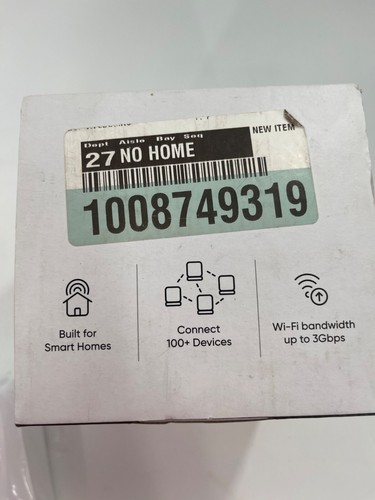 NEW ITEM
Dept Aisle Bay Seq
27 NO HOME
1008749319
Built for
Smart Homes
Connect
100+ Devices
Wi-Fi bandwidth
up to 3Gbps